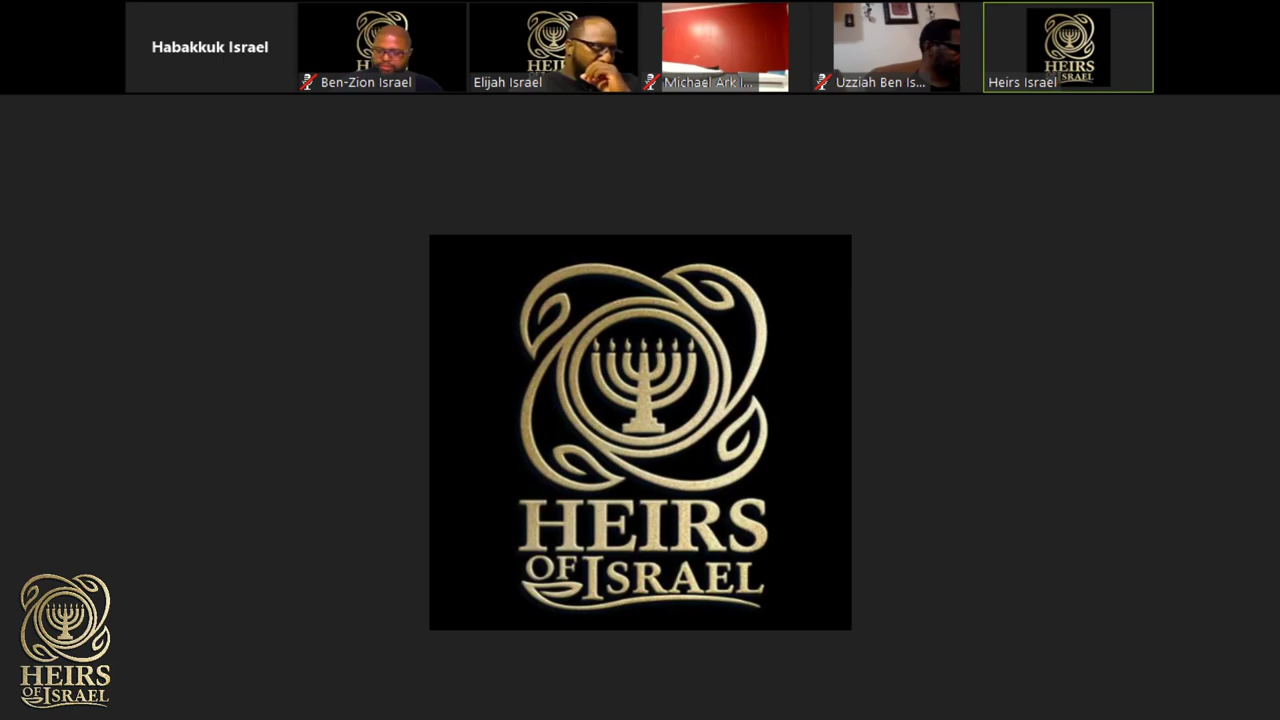 Habakkuk Israel
Ben-Zion Israel
Elijah Israel
Michael Ark I...
Uzziah Ben Is...
Heirs Israel
HEIRS
OF ISRAEL
HEIRS
OF ISRAEL